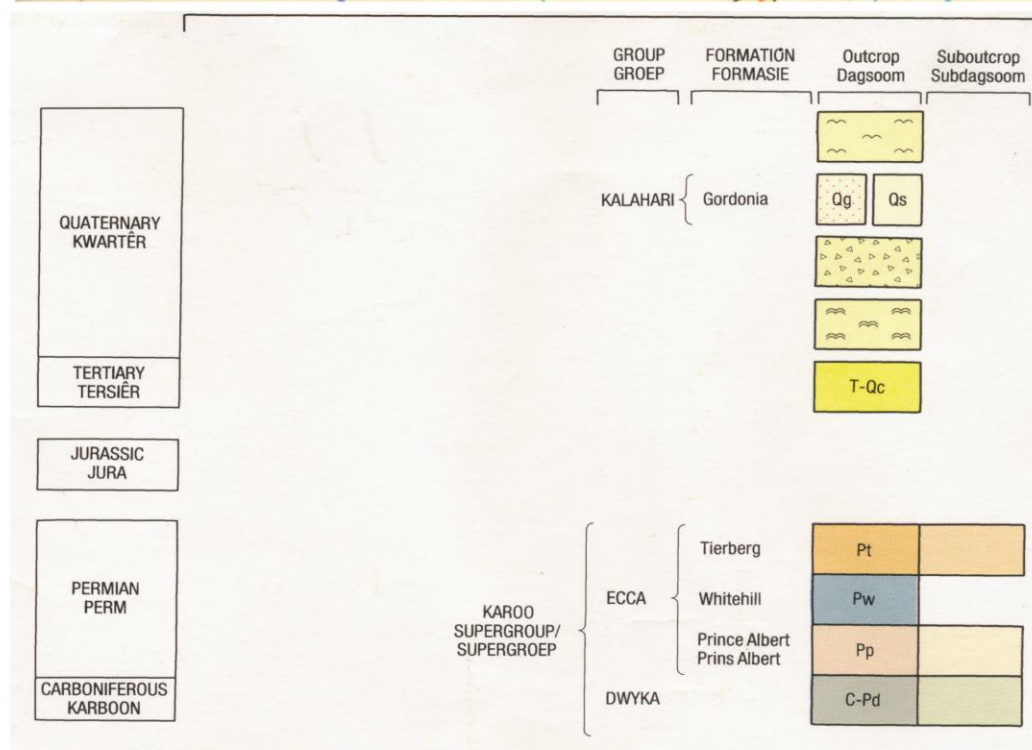 GROUP
GROEP
FORMATION
FORMASIE
Outcrop
Dagsoom
Suboutcrop
Subdagsoom
QUATERNARY
KWARTÊR
KALAHARI
Gordonia
Qg
Qs
TERTIARY
TERSIÊR
T-Qc
JURASSIC
JURA
PERMIAN
PERM
KAROO
SUPERGROUP/
SUPERGROEP
ECCA
Tierberg
Pt
Whitehill
Pw
Prince Albert
Prins Albert
Pp
CARBONIFEROUS
KARBOON
DWYKA
C-Pd